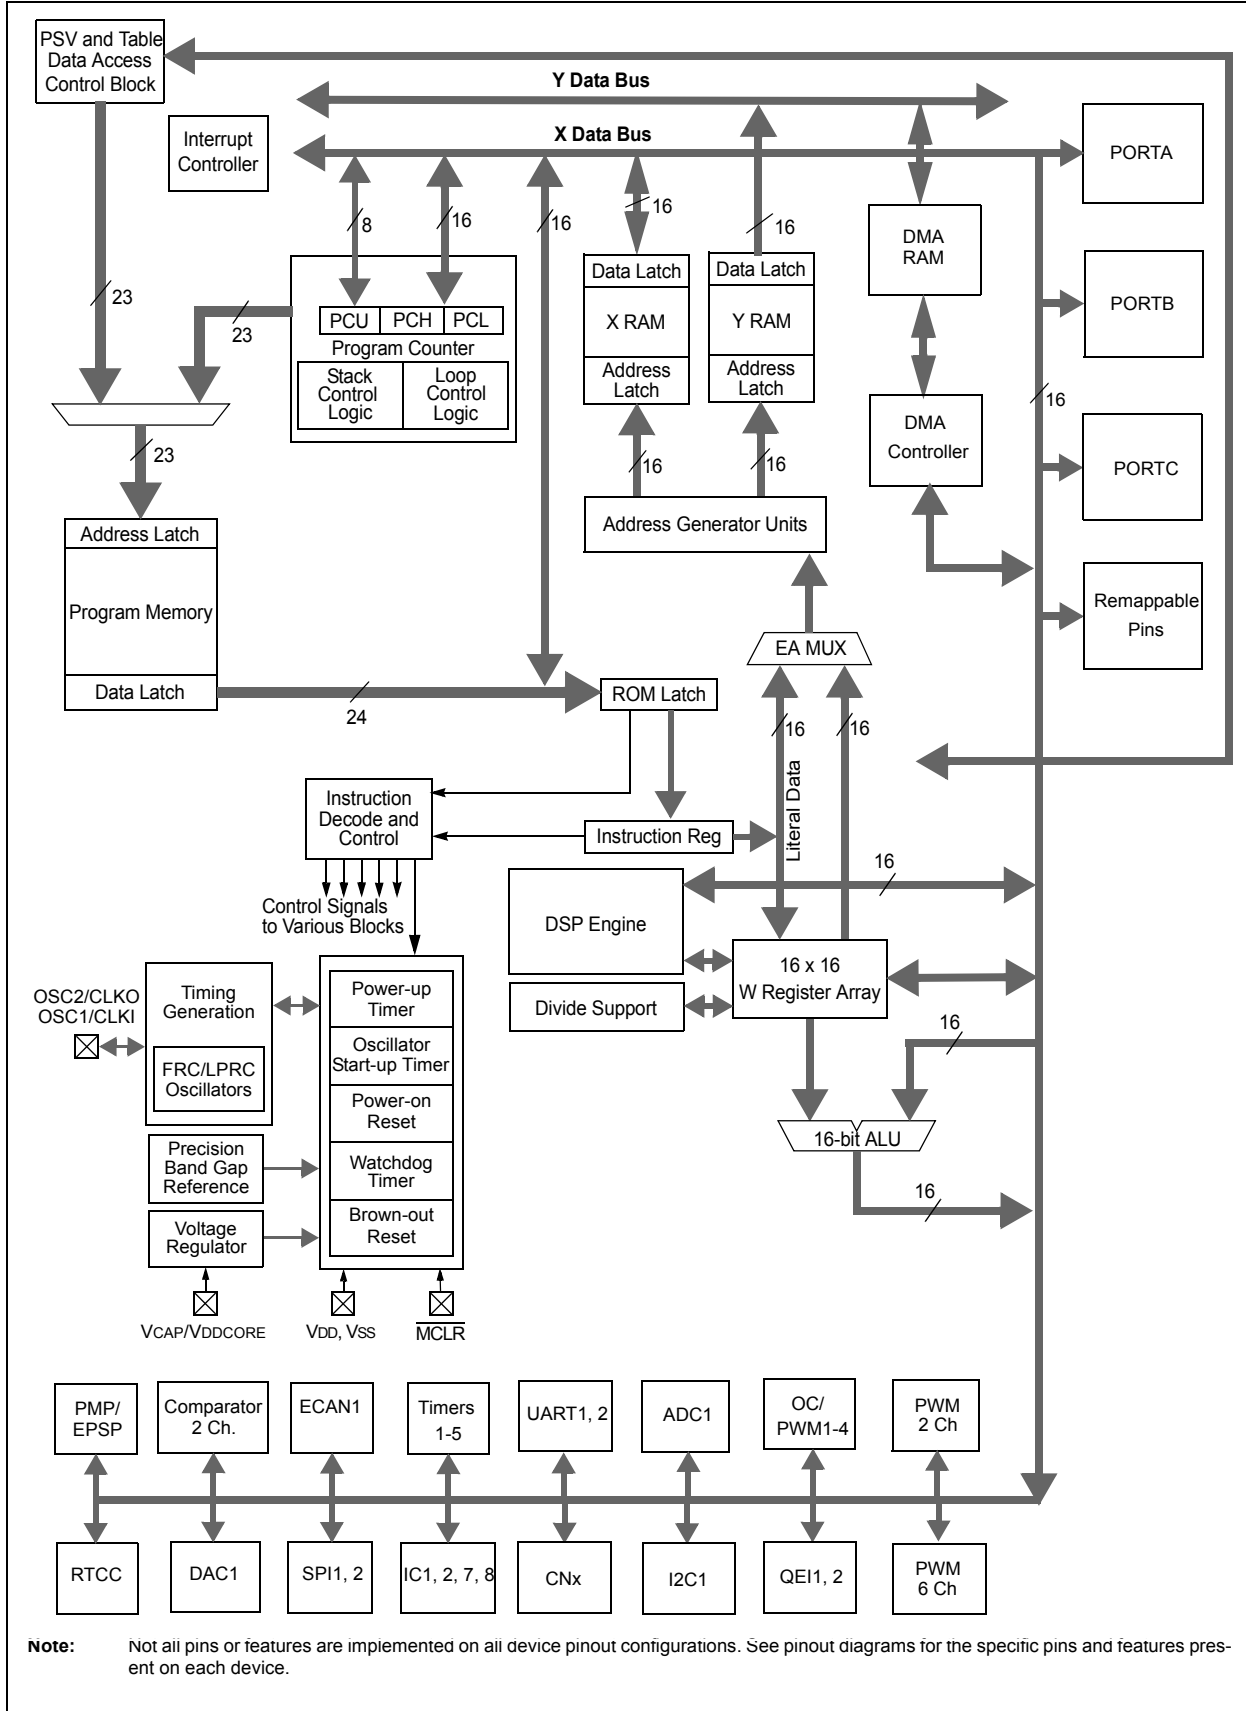 PSV and Table
Data Access
Control Block
Y Data Bus
Interrupt
Controller
X Data Bus
PORTA
8
16
16
16
16
DMA
RAM
23
23
PCU
PCH
PCL
Program Counter
Stack
Control
Logic
Loop
Control
Logic
Data Latch
X RAM
Address
Latch
Data Latch
Y RAM
Address
Latch
PORTB
16
DMA
Controller
PORTC
23
16
16
Address Latch
Program Memory
Data Latch
Address Generator Units
Remappable
Pins
EA MUX
24
ROM Latch
16
16
Literal Data
Instruction
Decode and
Control
Instruction Reg
Control Signals
to Various Blocks
DSP Engine
16
16 x 16
W Register Array
Divide Support
OSC2/CLKO
OSC1/CLKI
Timing
Generation
FRC/LPRC
Oscillators
Power-up
Timer
Oscillator
Start-up Timer
Power-on
Reset
Watchdog
Timer
Brown-out
Reset
16
16-bit ALU
16
Precision
Band Gap
Reference
Voltage
Regulator
VCAP/VDDCORE
VDD, VSS
MCLR
PMP/
EPSP
Comparator
2 Ch.
ECAN1
Timers
1-5
UART1, 2
ADC1
OC/
PWM1-4
PWM
2 Ch
RTCC
DAC1
SPI1, 2
IC1, 2, 7, 8
CNx
I2C1
QEI1, 2
PWM
6 Ch
Note: Not all pins or features are implemented on all device pinout configurations. See pinout diagrams for the specific pins and features pres-
ent on each device.